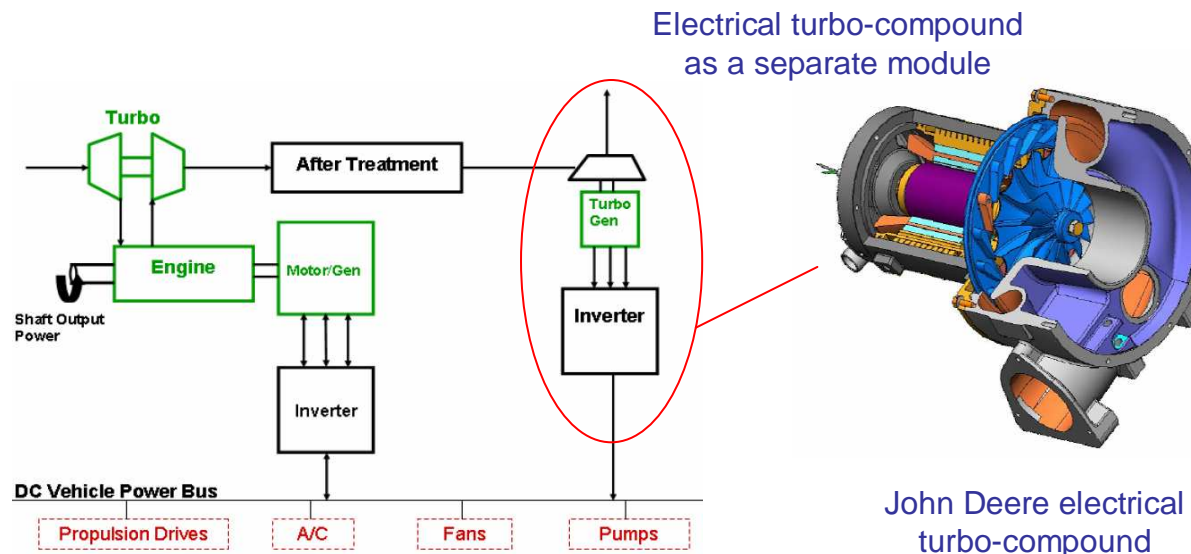 Electrical turbo-compound
as a separate module
Turbo
After Treatment
Turbo
Gen
Engine
Motor/Gen
Shaft Output
Power
Inverter
Inverter
DC Vehicle Power Bus
Propulsion Drives
A/C
Fans
Pumps
John Deere electrical
turbo-compound